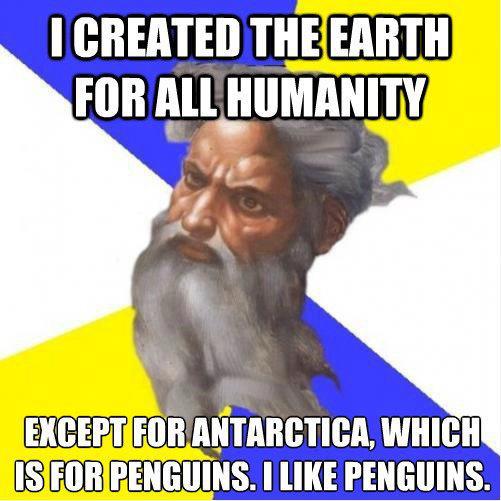 I CREATED THE EARTH
FOR ALL HUMANITY
EXCEPT FOR ANTARCTICA, WHICH
IS FOR PENGUINS. I LIKE PENGUINS.